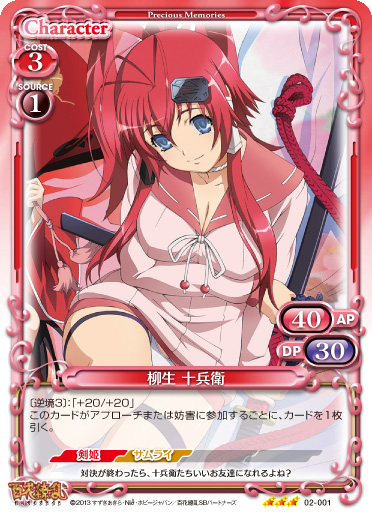 Precious Memories
Character
COST
3
SOURCE
1
40 AP
DP 30
柳生 十兵衛
〔逆境3〕:「+20/+20」
このカードがアプローチまたは妨害に参加するごとに、カードを1枚
引く。
剣姫 サムライ
対決が終わったら、十兵衛たちいいお友達になれるよね？
百花繚乱
©2013 すずきあきら・Niθ・ホビージャパン／百花繚乱SBパートナーズ
02-001